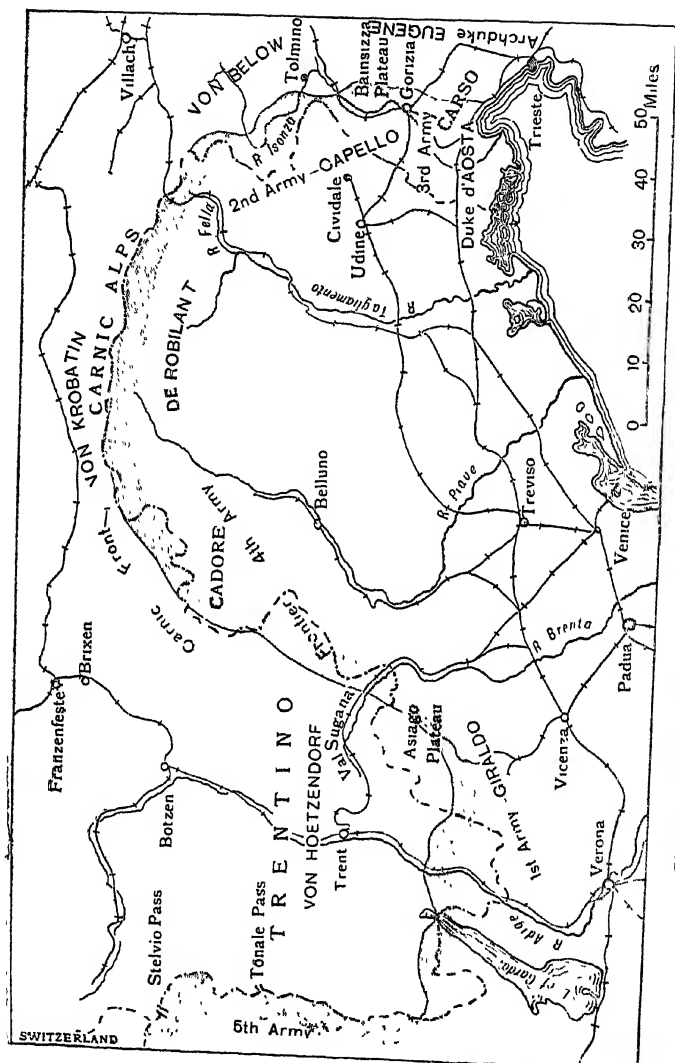 SWITZERLAND
Stelvio Pass
Tonale Pass
5th Army
Franzenfeste
Brixen
Botzen
TRENTINO
VON HOETZENDORF
Trent
Val Sugana
Asiago
Plateau
1st Army—GIRALDO
R Adige
L. of Garda
Verona
Vicenza
Padua
R Brenta
Frontier
Carnic Front
CADORE
4th Army
Belluno
R. Piave
Treviso
Venice
VON KROBATIN
CARNIC ALPS
DE ROBILANT
R Fella
R Tagliamento
Villach
VON BELOW
Tolmino
R Isonzo
2nd Army—CAPELLO
Bainsizza
Plateau
Gorizia
Cividale
Udine
3rd Army
CARSO
Duke d'AOSTA
Archduke EUGENE
Trieste
0 10 20 30 40 50 Miles